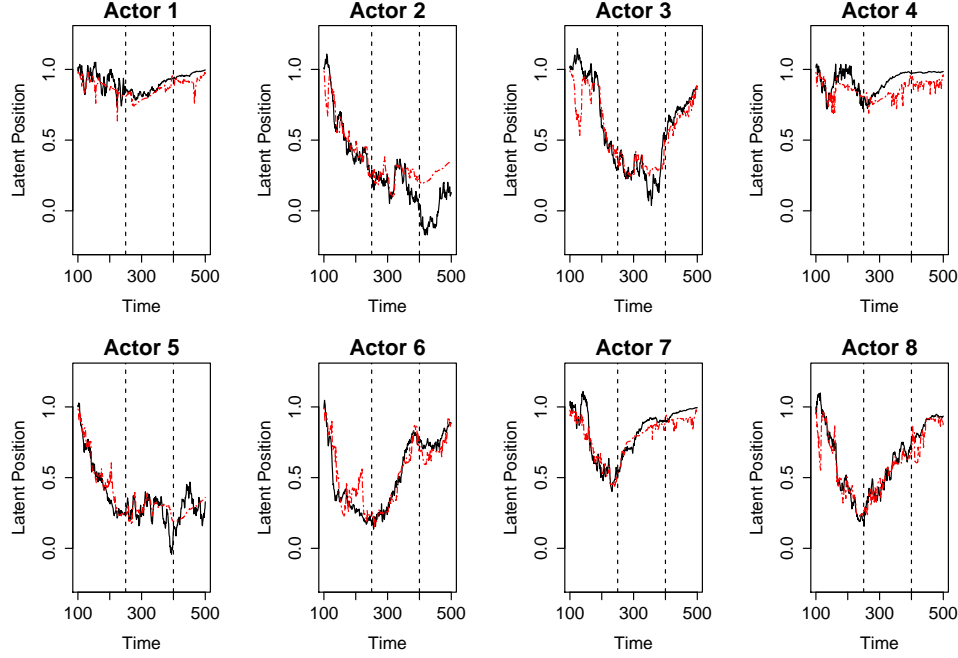 Actor 1
Latent Position
0.0 0.5 1.0
100 300 500
Time
Actor 2
Latent Position
0.0 0.5 1.0
100 300 500
Time
Actor 3
Latent Position
0.0 0.5 1.0
100 300 500
Time
Actor 4
Latent Position
0.0 0.5 1.0
100 300 500
Time
Actor 5
Latent Position
0.0 0.5 1.0
100 300 500
Time
Actor 6
Latent Position
0.0 0.5 1.0
100 300 500
Time
Actor 7
Latent Position
0.0 0.5 1.0
100 300 500
Time
Actor 8
Latent Position
0.0 0.5 1.0
100 300 500
Time